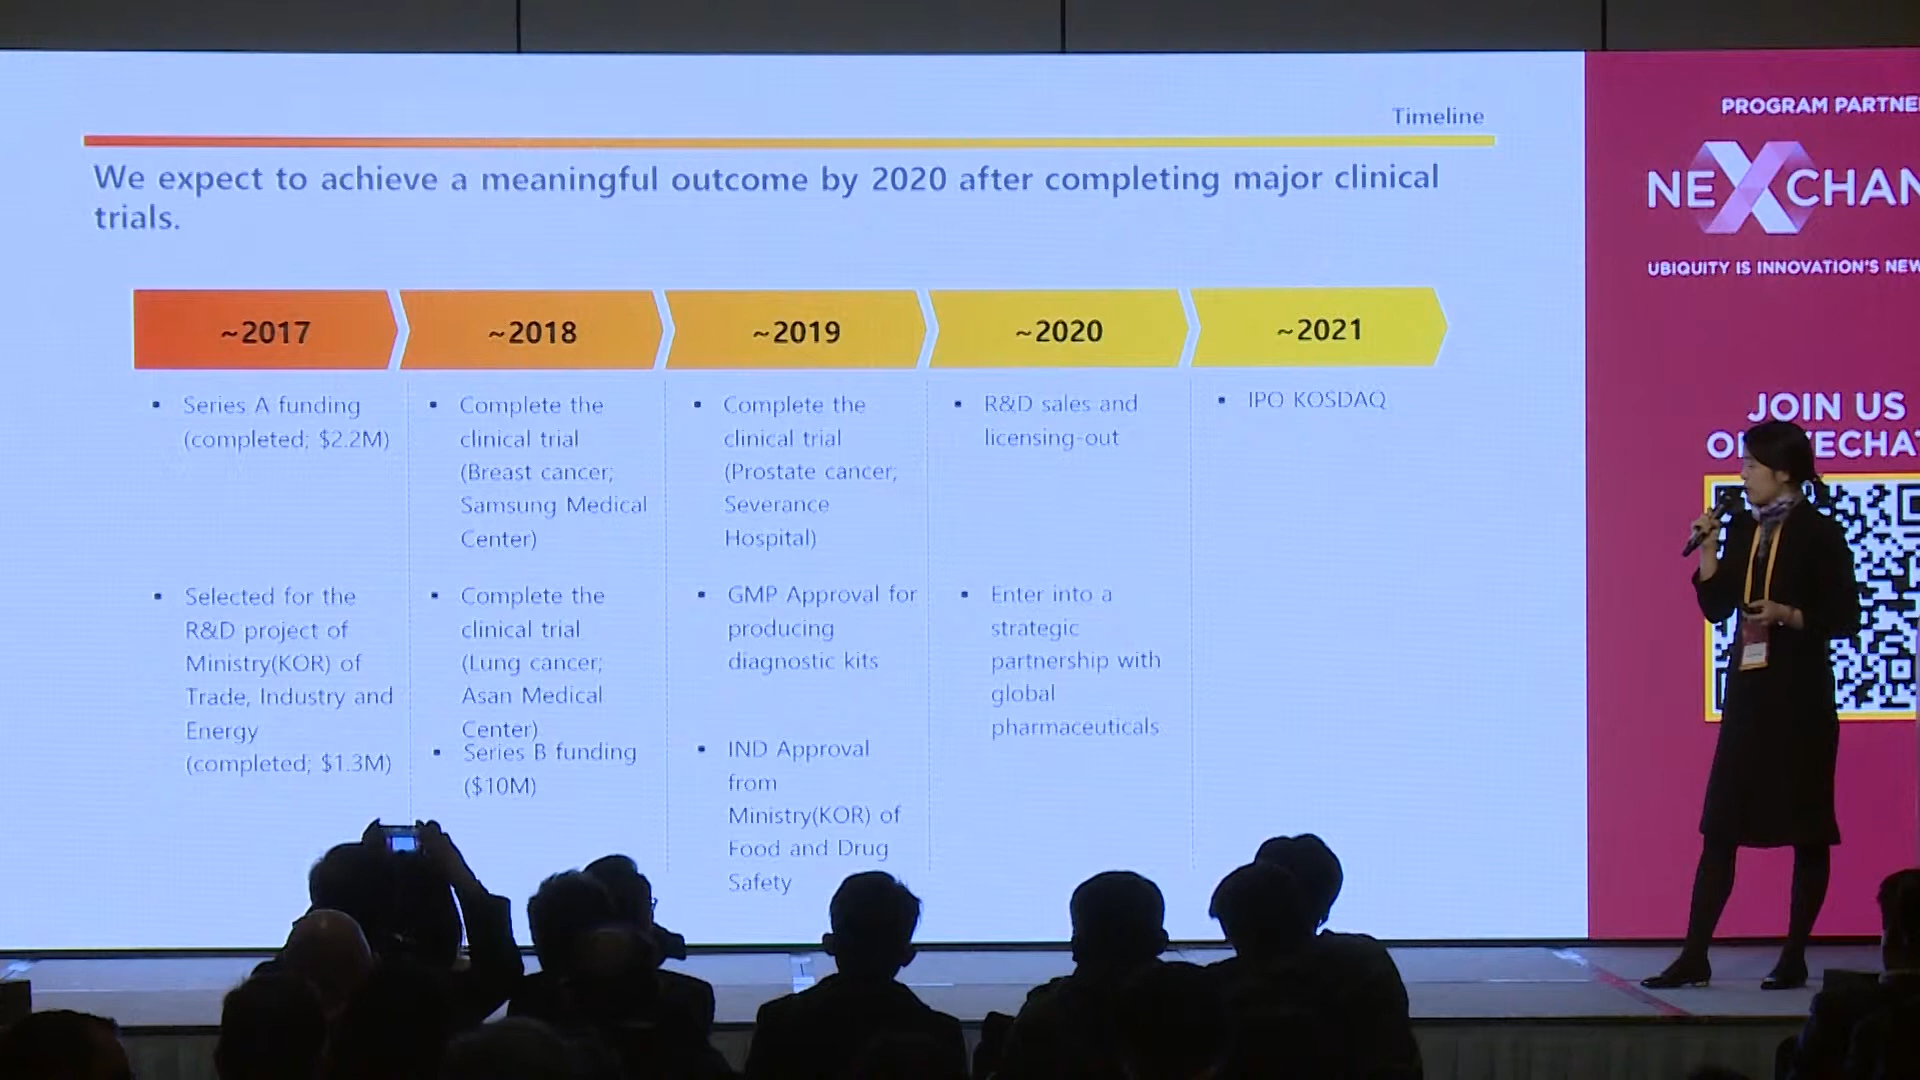 Timeline
We expect to achieve a meaningful outcome by 2020 after completing major clinical
trials.
~2017
~2018
~2019
~2020
~2021
▪ Series A funding
(completed; $2.2M)
▪ Selected for the
R&D project of
Ministry(KOR) of
Trade, Industry and
Energy
(completed; $1.3M)
▪ Complete the
clinical trial
(Breast cancer;
Samsung Medical
Center)
▪ Complete the
clinical trial
(Lung cancer;
Asan Medical
Center)
▪ Series B funding
($10M)
▪ Complete the
clinical trial
(Prostate cancer;
Severance
Hospital)
▪ GMP Approval for
producing
diagnostic kits
▪ IND Approval
from
Ministry(KOR) of
Food and Drug
Safety
▪ R&D sales and
licensing-out
▪ Enter into a
strategic
partnership with
global
pharmaceuticals
▪ IPO KOSDAQ
PROGRAM PARTNE
NEXCHAN
UBIQUITY IS INNOVATION'S NEW
JOIN US